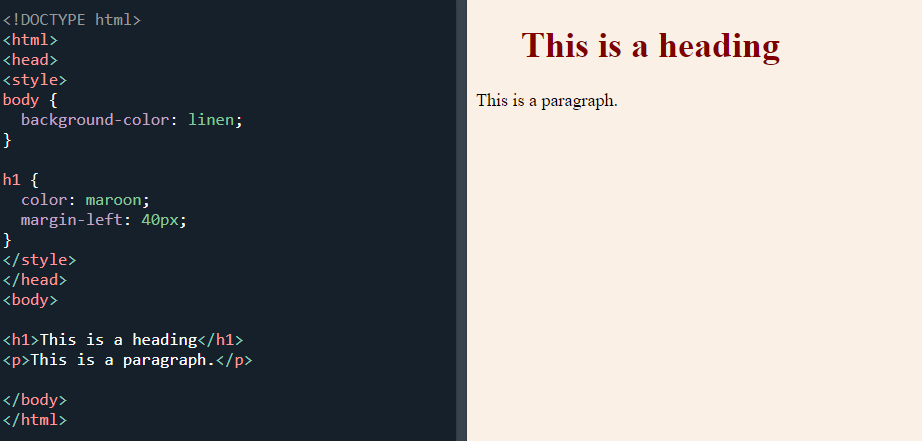 <!DOCTYPE html>
<html>
<head>
<style>
body {
  background-color: linen;
}

h1 {
  color: maroon;
  margin-left: 40px;
}
</style>
</head>
<body>

<h1>This is a heading</h1>
<p>This is a paragraph.</p>

</body>
</html>
This is a heading
This is a paragraph.